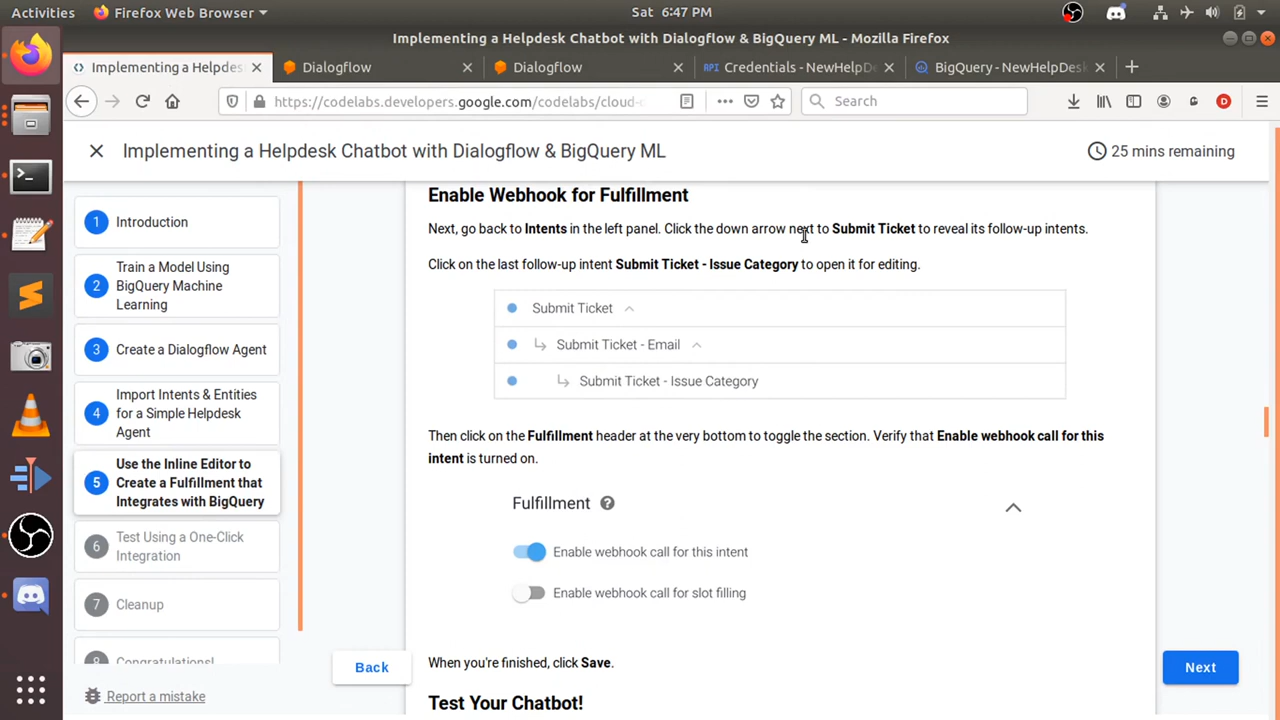 Activities Firefox Web Browser Sat 6:47 PM
Implementing a Helpdesk Chatbot with Dialogflow & BigQuery ML - Mozilla Firefox
Implementing a Helpdes Dialogflow Dialogflow RPI Credentials - NewHelpDe BigQuery - NewHelpDesk
https://codelabs.developers.google.com/codelabs/cloud- Search
Implementing a Helpdesk Chatbot with Dialogflow & BigQuery ML 25 mins remaining
1 Introduction
2 Train a Model Using
BigQuery Machine
Learning
3 Create a Dialogflow Agent
4 Import Intents & Entities
for a Simple Helpdesk
Agent
5 Use the Inline Editor to
Create a Fulfillment that
Integrates with BigQuery
6 Test Using a One-Click
Integration
7 Cleanup
8 Congratulations!
Report a mistake
Enable Webhook for Fulfillment
Next, go back to Intents in the left panel. Click the down arrow next to Submit Ticket to reveal its follow-up intents.
Click on the last follow-up intent Submit Ticket - Issue Category to open it for editing.
Submit Ticket
Submit Ticket - Email
Submit Ticket - Issue Category
Then click on the Fulfillment header at the very bottom to toggle the section. Verify that Enable webhook call for this
intent is turned on.
Fulfillment ?
Enable webhook call for this intent
Enable webhook call for slot filling
When you're finished, click Save.
Test Your Chatbot!
Back
Next